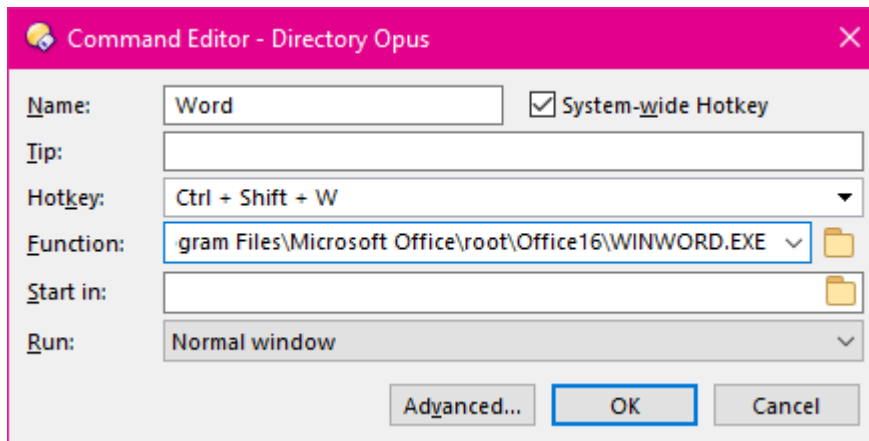 Command Editor - Directory Opus
Name: Word System-wide Hotkey
Tip:
Hotkey: Ctrl + Shift + W
Function: gram Files\Microsoft Office\root\Office16\WINWORD.EXE
Start in:
Run: Normal window
Advanced... OK Cancel